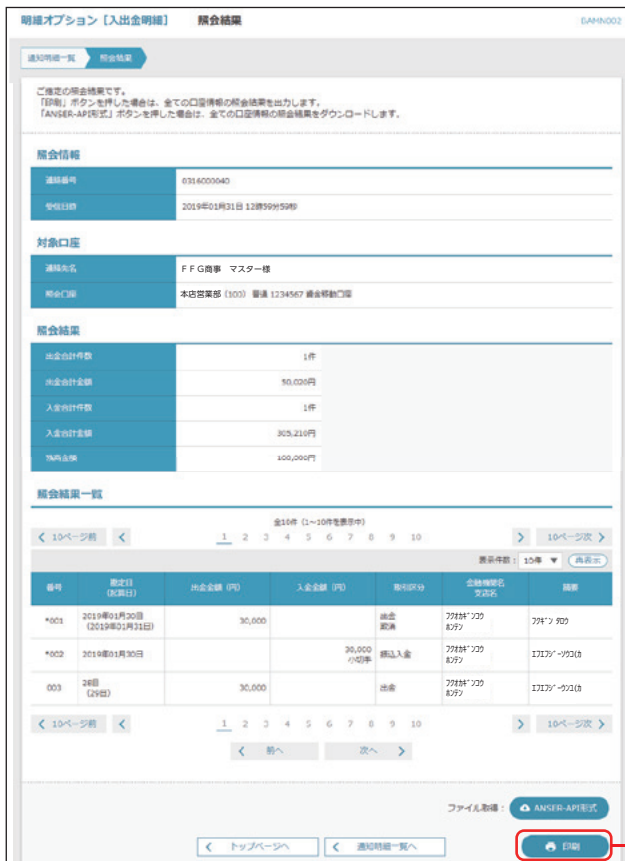 明細オプション［入出金明細］　照会結果　GAMN002
通知明細一覧　照会結果
ご指定の照会結果です。
「印刷」ボタンを押した場合は、全ての口座情報の照会結果を出力します。
「ANSER-API形式」ボタンを押した場合は、全ての口座情報の照会結果をダウンロードします。
照会情報
連絡番号　0316000040
受信日時　2019年01月31日 12時59分59秒
対象口座
連絡先名　ＦＦＧ商事　マスター様
照会口座　本店営業部（100） 普通 1234567 資金移動口座
照会結果
出金合計件数　1件
出金合計金額　50,020円
入金合計件数　1件
入金合計金額　305,210円
残高金額　100,000円
照会結果一覧
全10件（1～10件を表示中）
10ページ前　1 2 3 4 5 6 7 8 9 10　10ページ次
表示件数：10件　再表示
番号　勘定日（起算日）　出金金額（円）　入金金額（円）　取引区分　金融機関名 支店名　摘要
*001　2019年01月30日（2019年01月31日）　30,000　出金 取消　フクオカギンコウ ホンテン　フクギン タロウ
*002　2019年01月30日　30,000 小切手　振込入金　フクオカギンコウ ホンテン　エフエフジーシヨウジ(カ
003　28日（29日）　30,000　出金　フクオカギンコウ ホンテン　エフエフジーシヨウジ(カ
10ページ前　1 2 3 4 5 6 7 8 9 10　10ページ次
前へ　次へ
ファイル取得：　ANSER-API形式
トップページへ　通知明細一覧へ　印刷